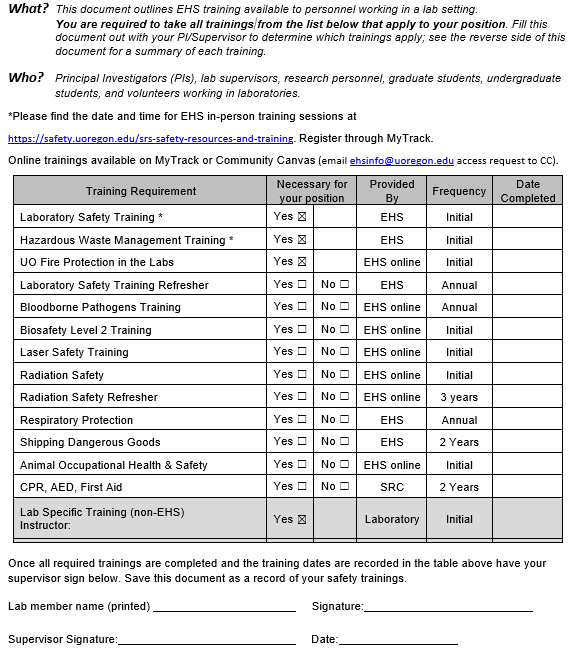 What? This document outlines EHS training available to personnel working in a lab setting.
You are required to take all trainings from the list below that apply to your position. Fill this
document out with your PI/Supervisor to determine which trainings apply; see the reverse side of this
document for a summary of each training.
Who? Principal Investigators (PIs), lab supervisors, research personnel, graduate students, undergraduate
students, and volunteers working in laboratories.
*Please find the date and time for EHS in-person training sessions at
https://safety.uoregon.edu/srs-safety-resources-and-training. Register through MyTrack.
Online trainings available on MyTrack or Community Canvas (email ehsinfo@uoregon.edu access request to CC).
Training Requirement Necessary for your position Provided By Frequency Date Completed
Laboratory Safety Training * Yes ☒ EHS Initial
Hazardous Waste Management Training * Yes ☒ EHS Initial
UO Fire Protection in the Labs Yes ☒ EHS online Initial
Laboratory Safety Training Refresher Yes ☐ No ☐ EHS Annual
Bloodborne Pathogens Training Yes ☐ No ☐ EHS online Annual
Biosafety Level 2 Training Yes ☐ No ☐ EHS online Initial
Laser Safety Training Yes ☐ No ☐ EHS online Initial
Radiation Safety Yes ☐ No ☐ EHS online Initial
Radiation Safety Refresher Yes ☐ No ☐ EHS online 3 years
Respiratory Protection Yes ☐ No ☐ EHS Annual
Shipping Dangerous Goods Yes ☐ No ☐ EHS 2 Years
Animal Occupational Health & Safety Yes ☐ No ☐ EHS online Initial
CPR, AED, First Aid Yes ☐ No ☐ SRC 2 Years
Lab Specific Training (non-EHS)
Instructor: Yes ☒ Laboratory Initial
Once all required trainings are completed and the training dates are recorded in the table above have your
supervisor sign below. Save this document as a record of your safety trainings.
Lab member name (printed) Signature:
Supervisor Signature: Date: